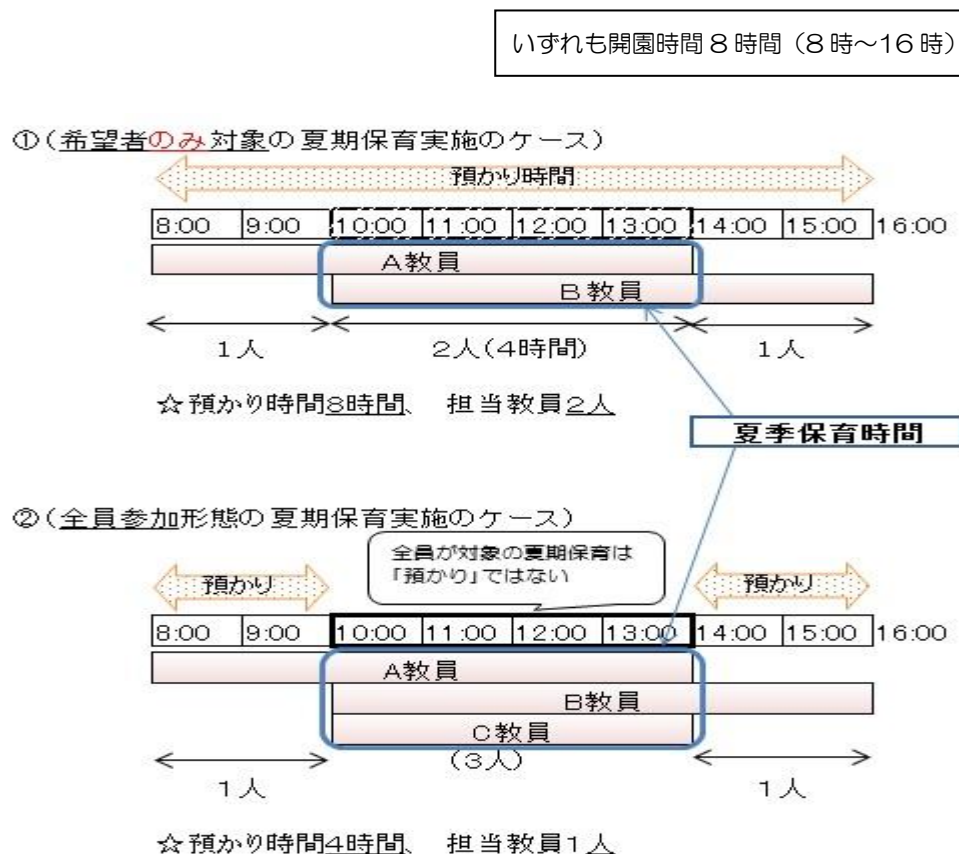 いずれも開園時間8時間(8時～16時)
①(希望者のみ対象の夏期保育実施のケース)
預かり時間
8:00 9:00 10:00 11:00 12:00 13:00 14:00 15:00 16:00
A教員
B教員
1人 2人(4時間) 1人
☆預かり時間8時間、 担当教員2人
夏季保育時間
②(全員参加形態の夏期保育実施のケース)
全員が対象の夏期保育は
「預かり」ではない
預かり 預かり
8:00 9:00 10:00 11:00 12:00 13:00 14:00 15:00 16:00
A教員
B教員
C教員
(3人)
1人 1人
☆預かり時間4時間、 担当教員1人